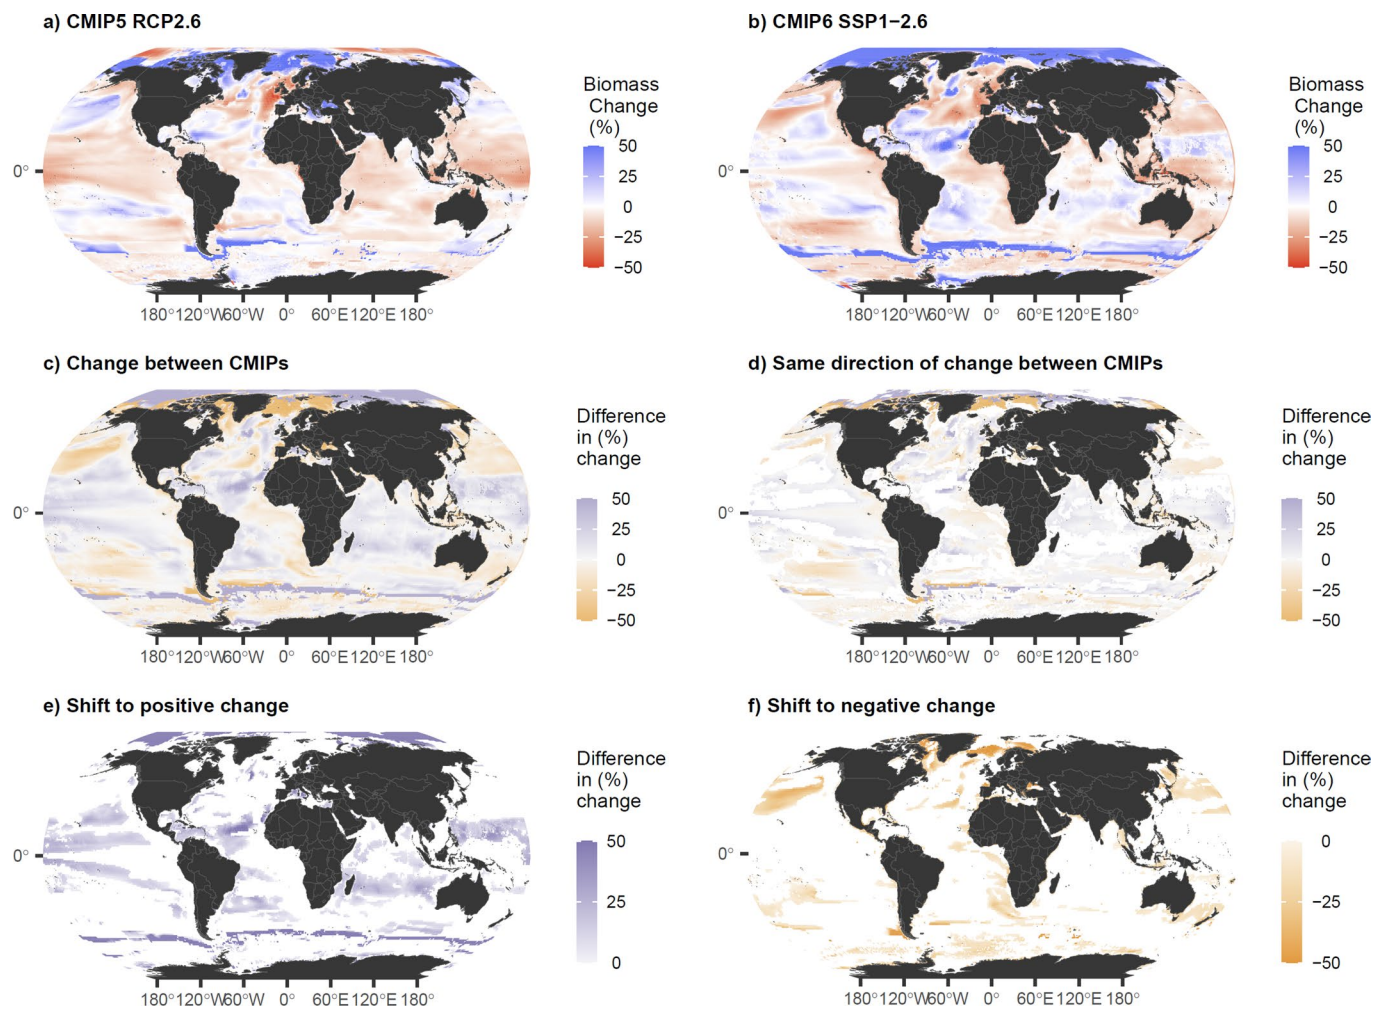 a) CMIP5 RCP2.6
b) CMIP6 SSP1−2.6
Biomass
Change
(%)
50
25
0
−25
−50
0°
180° 120°W 60°W 0° 60°E 120°E 180°
Biomass
Change
(%)
50
25
0
−25
−50
0°
180° 120°W 60°W 0° 60°E 120°E 180°
c) Change between CMIPs
d) Same direction of change between CMIPs
Difference
in (%)
change
50
25
0
−25
−50
0°
180° 120°W 60°W 0° 60°E 120°E 180°
Difference
in (%)
change
50
25
0
−25
−50
0°
180° 120°W 60°W 0° 60°E 120°E 180°
e) Shift to positive change
f) Shift to negative change
Difference
in (%)
change
50
25
0
0°
180° 120°W 60°W 0° 60°E 120°E 180°
Difference
in (%)
change
0
−25
−50
0°
180° 120°W 60°W 0° 60°E 120°E 180°